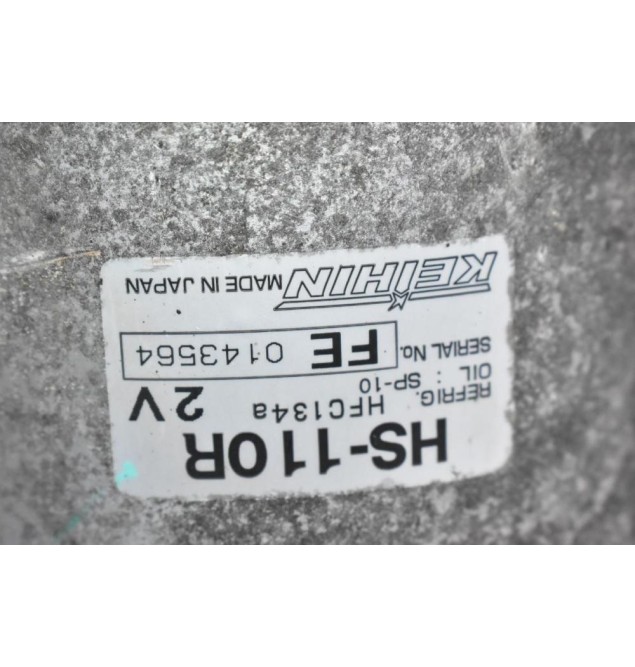 HS-110R
REFRIG. HFC134a 2V
OIL : SP-10
SERIAL No. FE 0143564
KEIHIN MADE IN JAPAN